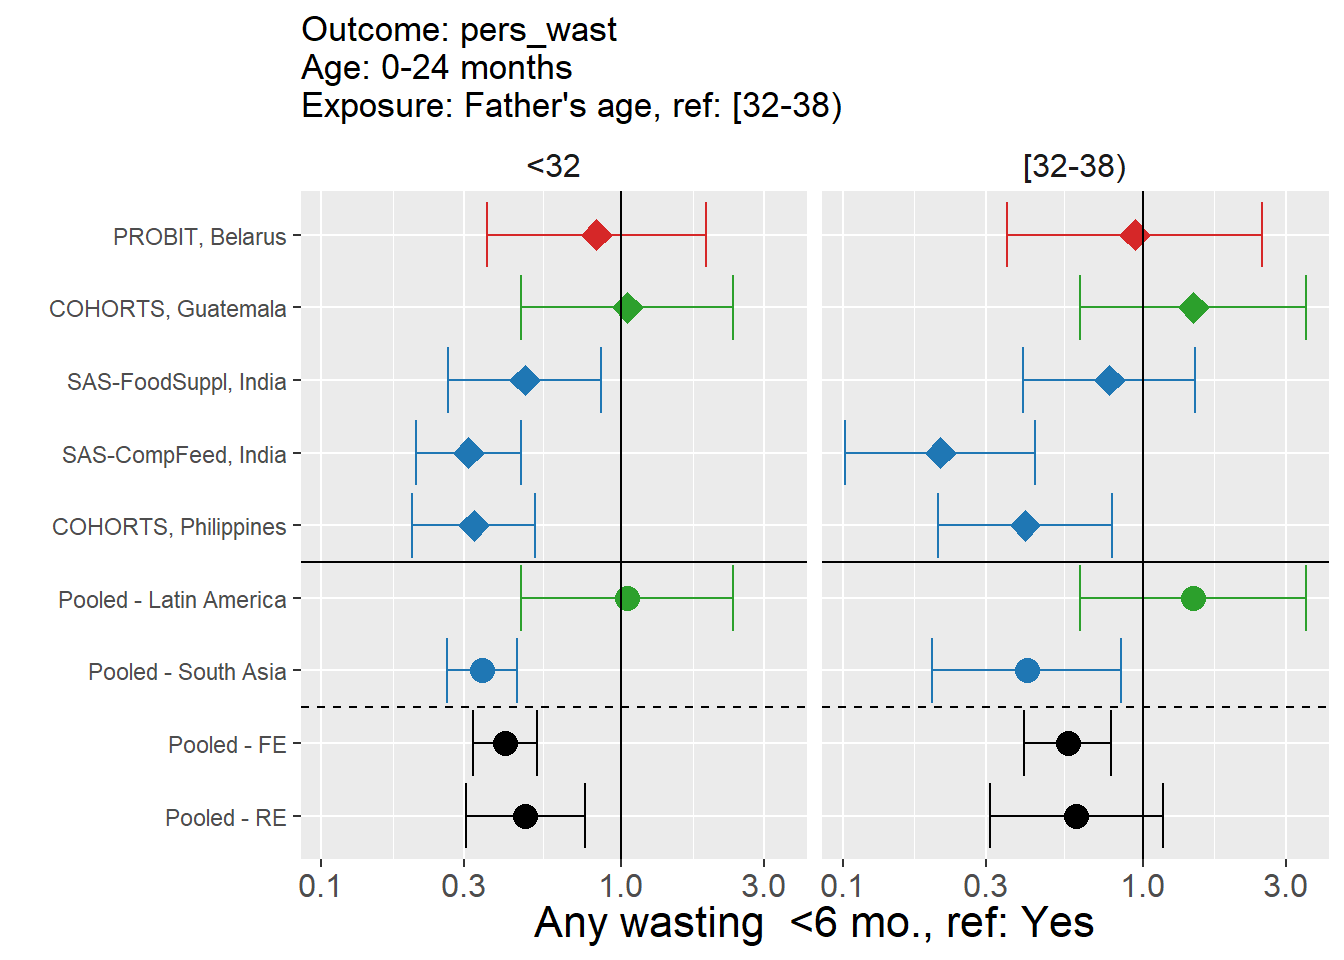 Outcome: pers_wast
Age: 0-24 months
Exposure: Father's age, ref: [32-38)
<32
[32-38)
PROBIT, Belarus
COHORTS, Guatemala
SAS-FoodSuppl, India
SAS-CompFeed, India
COHORTS, Philippines
Pooled - Latin America
Pooled - South Asia
Pooled - FE
Pooled - RE
0.1 0.3 1.0 3.0 0.1 0.3 1.0 3.0
Any wasting  <6 mo., ref: Yes